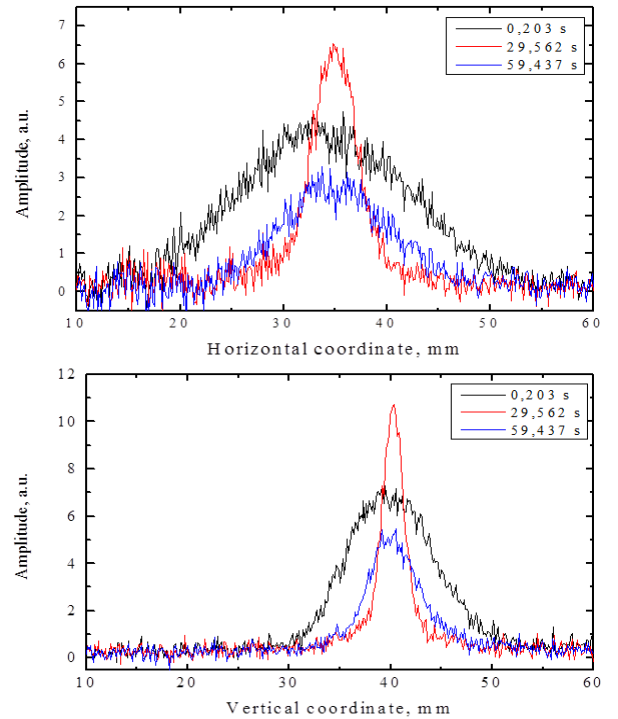 7
6
5
4
3
2
1
0
Amplitude, a.u.
0,203 s
29,562 s
59,437 s
10 20 30 40 50 60
Horizontal coordinate, mm
12
10
8
6
4
2
0
Amplitude, a.u.
0,203 s
29,562 s
59,437 s
10 20 30 40 50 60
Vertical coordinate, mm